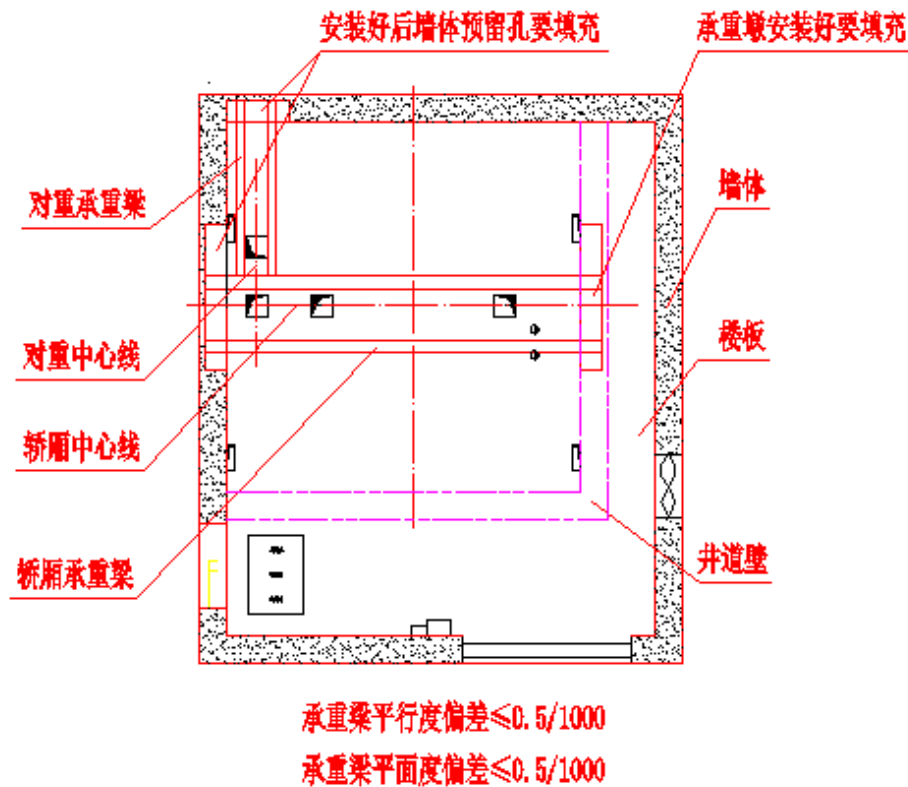 安装好后墙体预留孔要填充
承重墩安装好要填充
对重承重梁
墙体
对重中心线
楼板
轿厢中心线
井道壁
桥厢承重梁
承重梁平行度偏差≤0.5/1000
承重梁平面度偏差≤0.5/1000